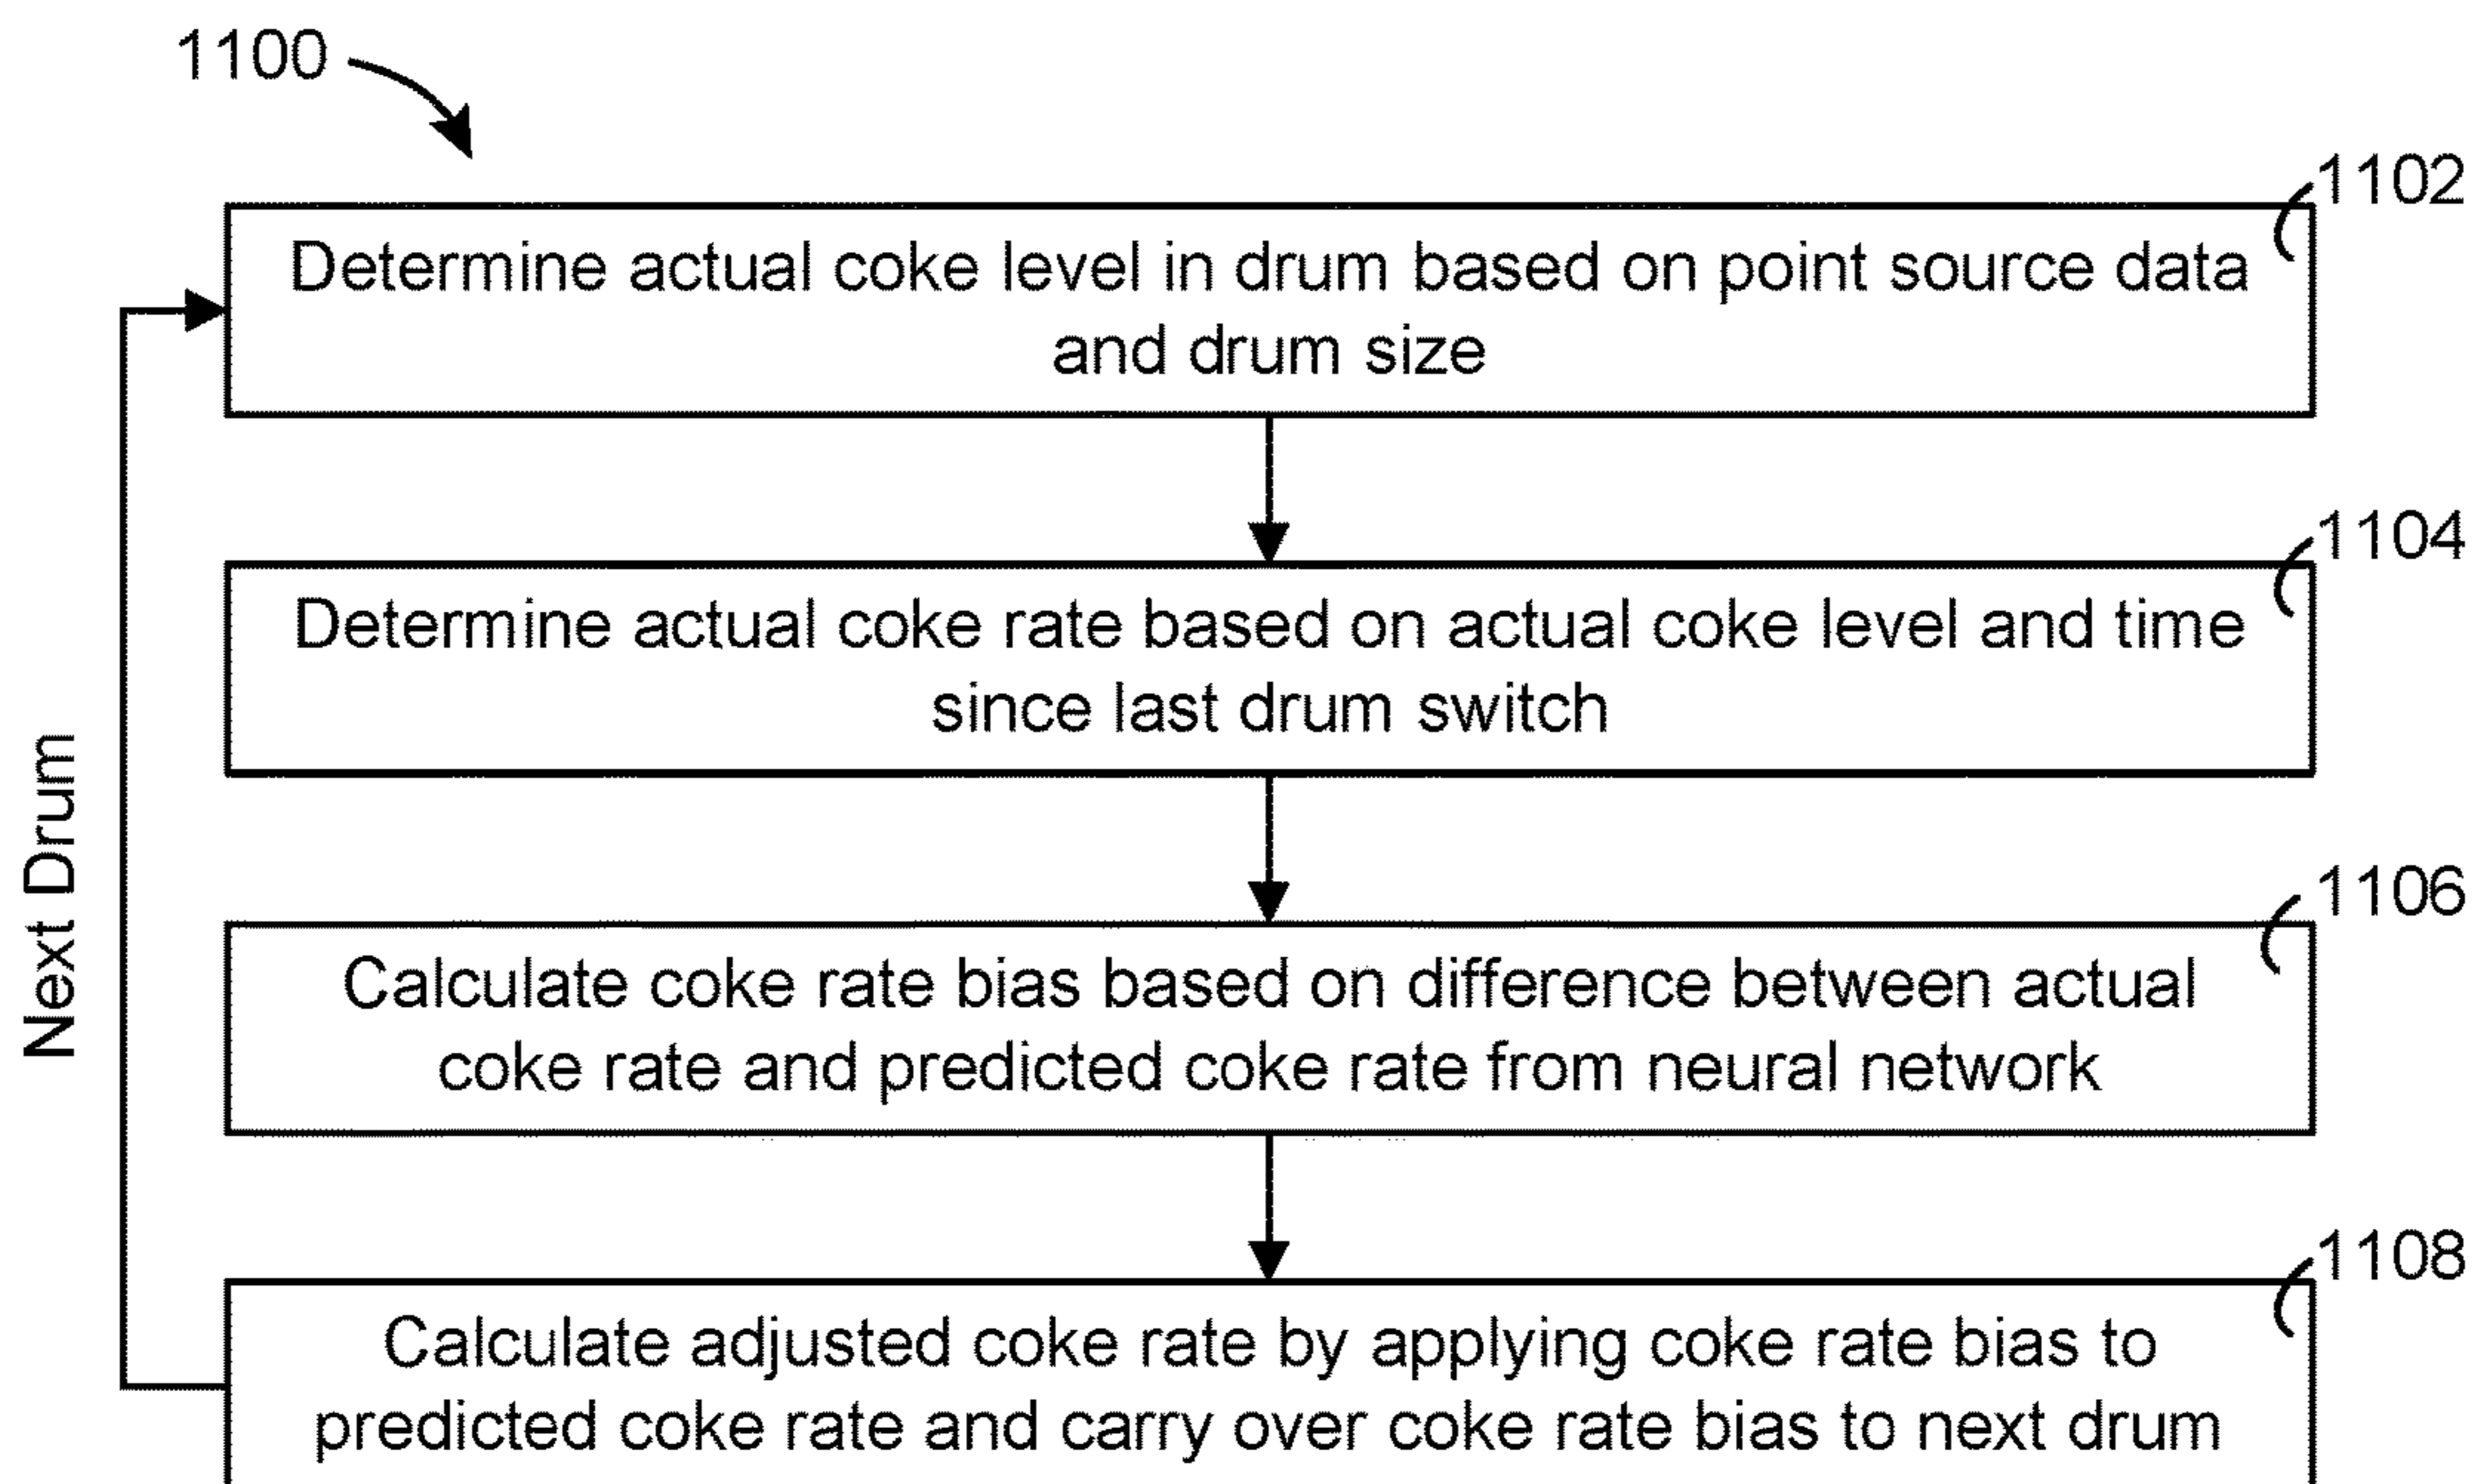 1100
1102
Determine actual coke level in drum based on point source data
and drum size
1104
Determine actual coke rate based on actual coke level and time
since last drum switch
Next Drum
1106
Calculate coke rate bias based on difference between actual
coke rate and predicted coke rate from neural network
1108
Calculate adjusted coke rate by applying coke rate bias to
predicted coke rate and carry over coke rate bias to next drum